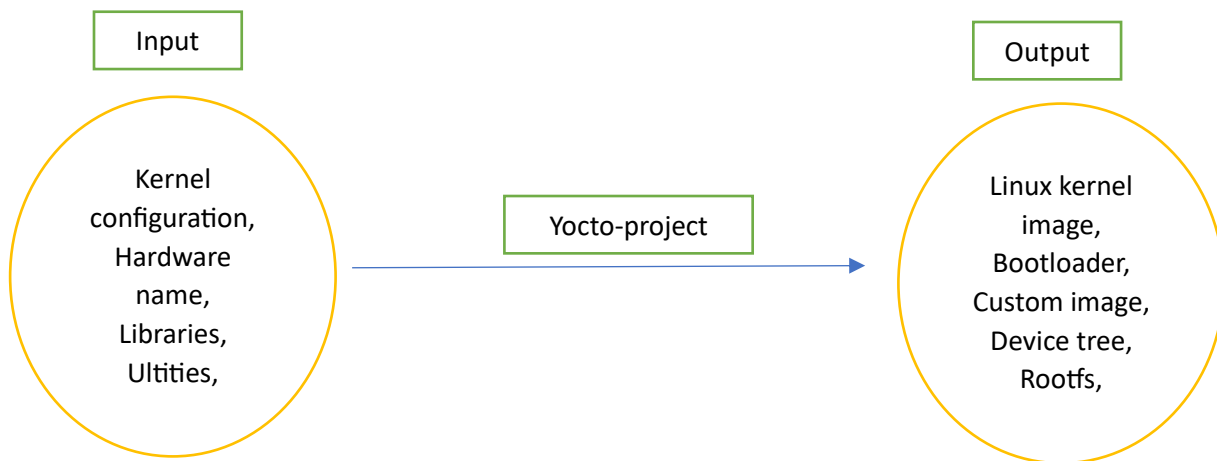 Input
Output
Kernel
configuration,
Hardware
name,
Libraries,
Ultities,
Yocto-project
Linux kernel
image,
Bootloader,
Custom image,
Device tree,
Rootfs,